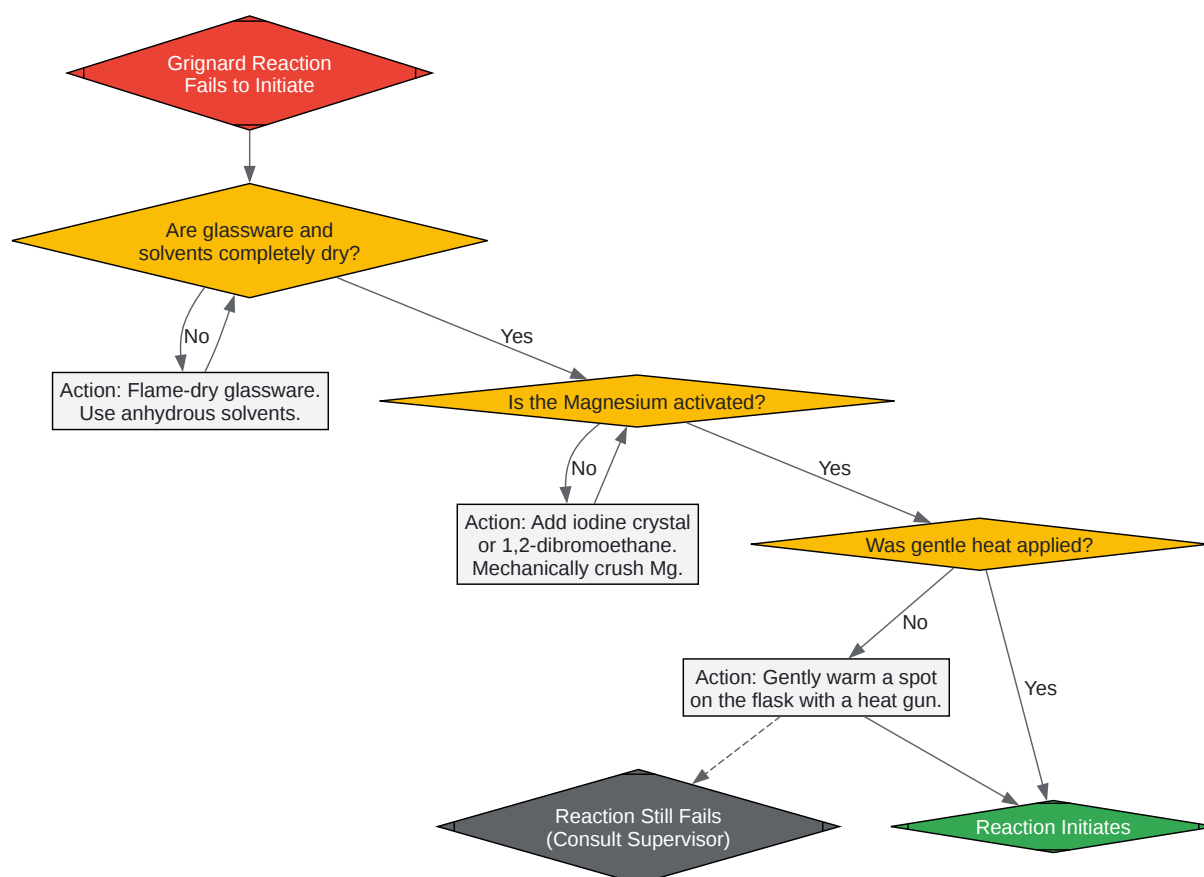 Grignard Reaction
Fails to Initiate
Are glassware and
solvents completely dry?
No
Yes
Action: Flame-dry glassware.
Use anhydrous solvents.
Is the Magnesium activated?
No
Yes
Action: Add iodine crystal
or 1,2-dibromoethane.
Mechanically crush Mg.
Was gentle heat applied?
No
Yes
Action: Gently warm a spot
on the flask with a heat gun.
Reaction Still Fails
(Consult Supervisor)
Reaction Initiates